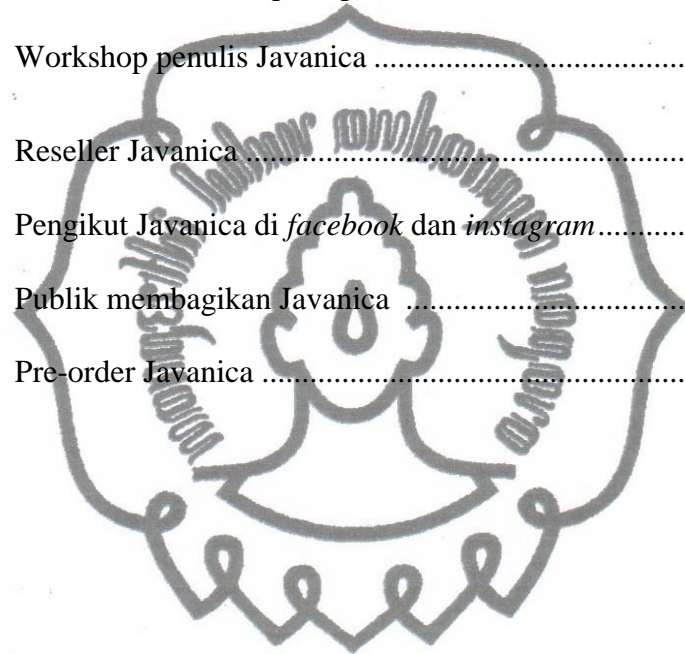 Workshop penulis Javanica ........................................
Reseller Javanica ........................................................
Pengikut Javanica di facebook dan instagram...........
Publik membagikan Javanica ...................................
Pre-order Javanica ......................................................